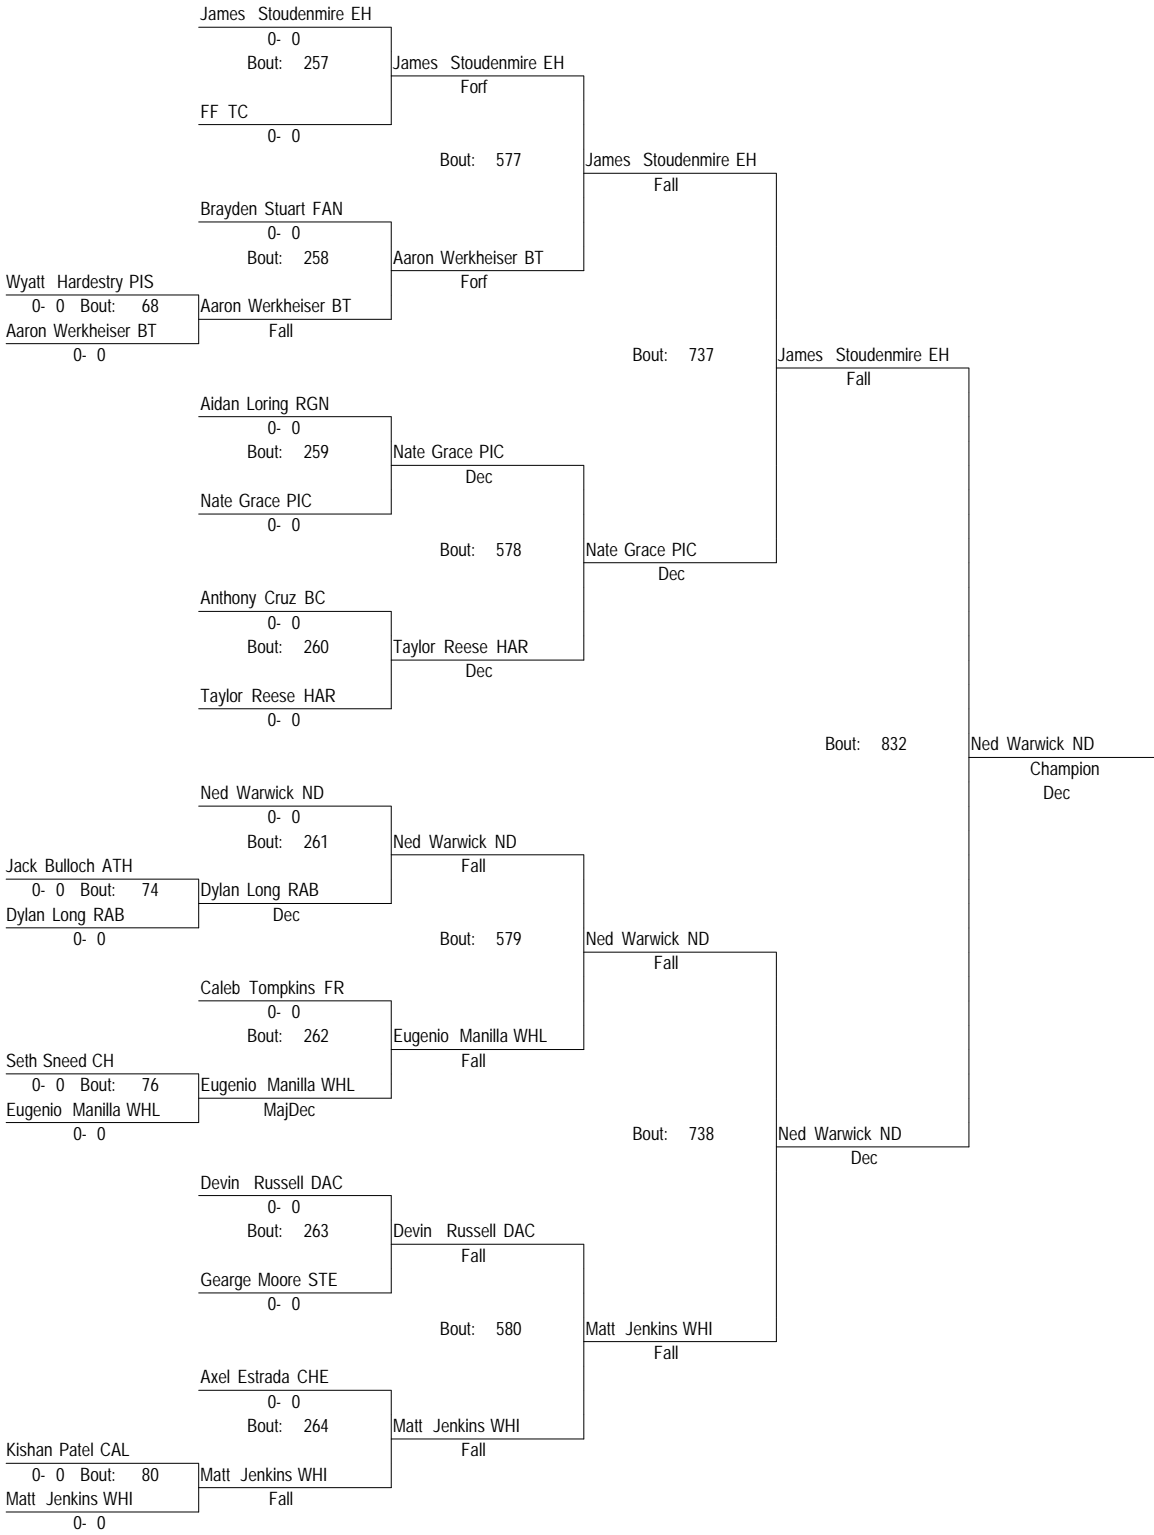 James Stoudenmire EH
0- 0
Bout: 257
James Stoudenmire EH
Forf
FF TC
0- 0
Bout: 577
James Stoudenmire EH
Fall
Brayden Stuart FAN
0- 0
Bout: 258
Aaron Werkheiser BT
Forf
Wyatt Hardestry PIS
0- 0 Bout: 68
Aaron Werkheiser BT
Fall
Aaron Werkheiser BT
0- 0
Bout: 737
James Stoudenmire EH
Fall
Aidan Loring RGN
0- 0
Bout: 259
Nate Grace PIC
Dec
Nate Grace PIC
0- 0
Bout: 578
Nate Grace PIC
Dec
Anthony Cruz BC
0- 0
Bout: 260
Taylor Reese HAR
Dec
Taylor Reese HAR
0- 0
Bout: 832
Ned Warwick ND
Champion
Dec
Ned Warwick ND
0- 0
Bout: 261
Ned Warwick ND
Fall
Jack Bulloch ATH
0- 0 Bout: 74
Dylan Long RAB
Dec
Dylan Long RAB
0- 0
Bout: 579
Ned Warwick ND
Fall
Caleb Tompkins FR
0- 0
Bout: 262
Eugenio Manilla WHL
Fall
Seth Sneed CH
0- 0 Bout: 76
Eugenio Manilla WHL
MajDec
Eugenio Manilla WHL
0- 0
Bout: 738
Ned Warwick ND
Dec
Devin Russell DAC
0- 0
Bout: 263
Devin Russell DAC
Fall
Gearge Moore STE
0- 0
Bout: 580
Matt Jenkins WHI
Fall
Axel Estrada CHE
0- 0
Bout: 264
Matt Jenkins WHI
Fall
Kishan Patel CAL
0- 0 Bout: 80
Matt Jenkins WHI
Fall
Matt Jenkins WHI
0- 0